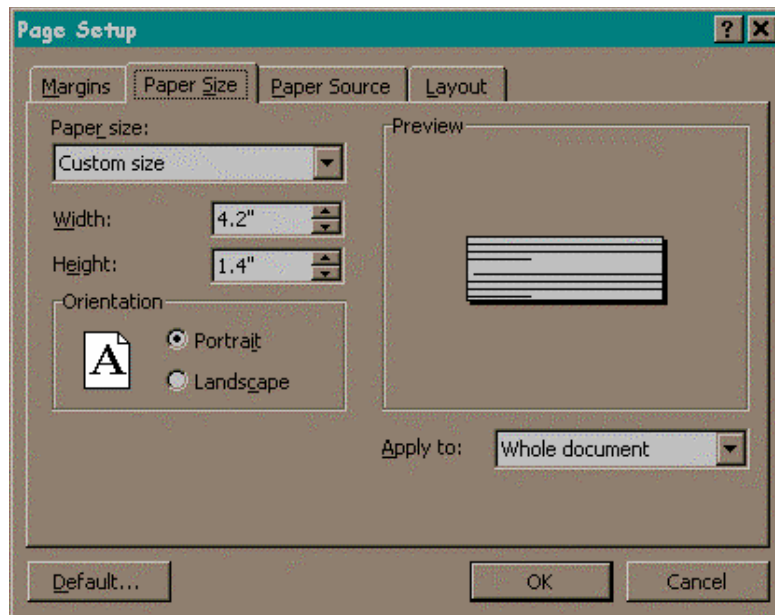 Page Setup
Margins
Paper Size
Paper Source
Layout
Paper size:
Custom size
Width:
4.2"
Height:
1.4"
Orientation
A
Portrait
Landscape
Preview
Apply to:
Whole document
Default...
OK
Cancel